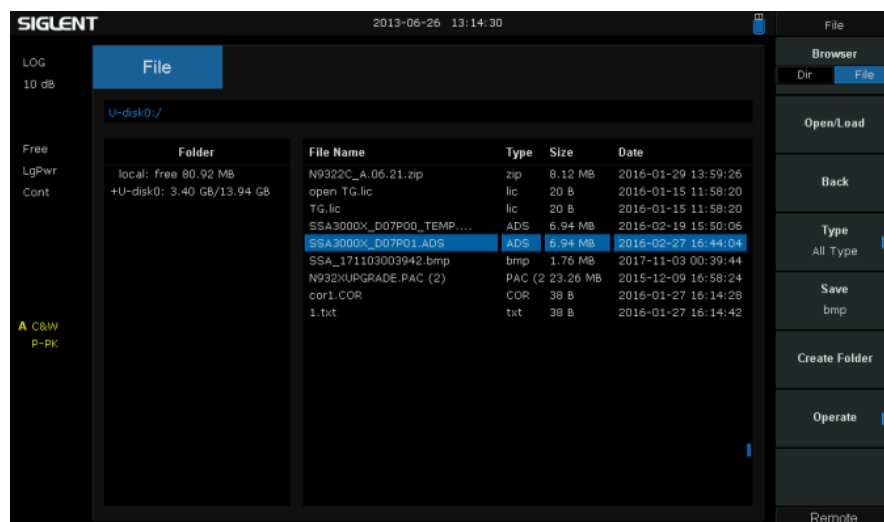 SIGLENT 2013-06-26 13:14:30 File
LOG
10 dB
Free
LgPwr
Cont
A C&W
P-PK
File
U-disk0:/
Folder
local: free 80.92 MB
+U-disk0: 3.40 GB/13.94 GB
File Name Type Size Date
N9322C_A.06.21.zip zip 8.12 MB 2016-01-29 13:59:26
open TG.lic lic 20 B 2016-01-15 11:58:20
TG.lic lic 20 B 2016-01-15 11:58:20
SSA3000X_D07P00_TEMP.... ADS 6.94 MB 2016-02-19 15:50:06
SSA3000X_D07P01.ADS ADS 6.94 MB 2016-02-27 16:44:04
SSA_171103003942.bmp bmp 1.76 MB 2017-11-03 00:39:44
N932XUPGRADE.PAC (2) PAC (2 23.26 MB 2015-12-09 16:58:24
cor1.COR COR 38 B 2016-01-27 16:14:28
1.txt txt 38 B 2016-01-27 16:14:42
Browser
Dir File
Open/Load
Back
Type
All Type
Save
bmp
Create Folder
Operate
Remote